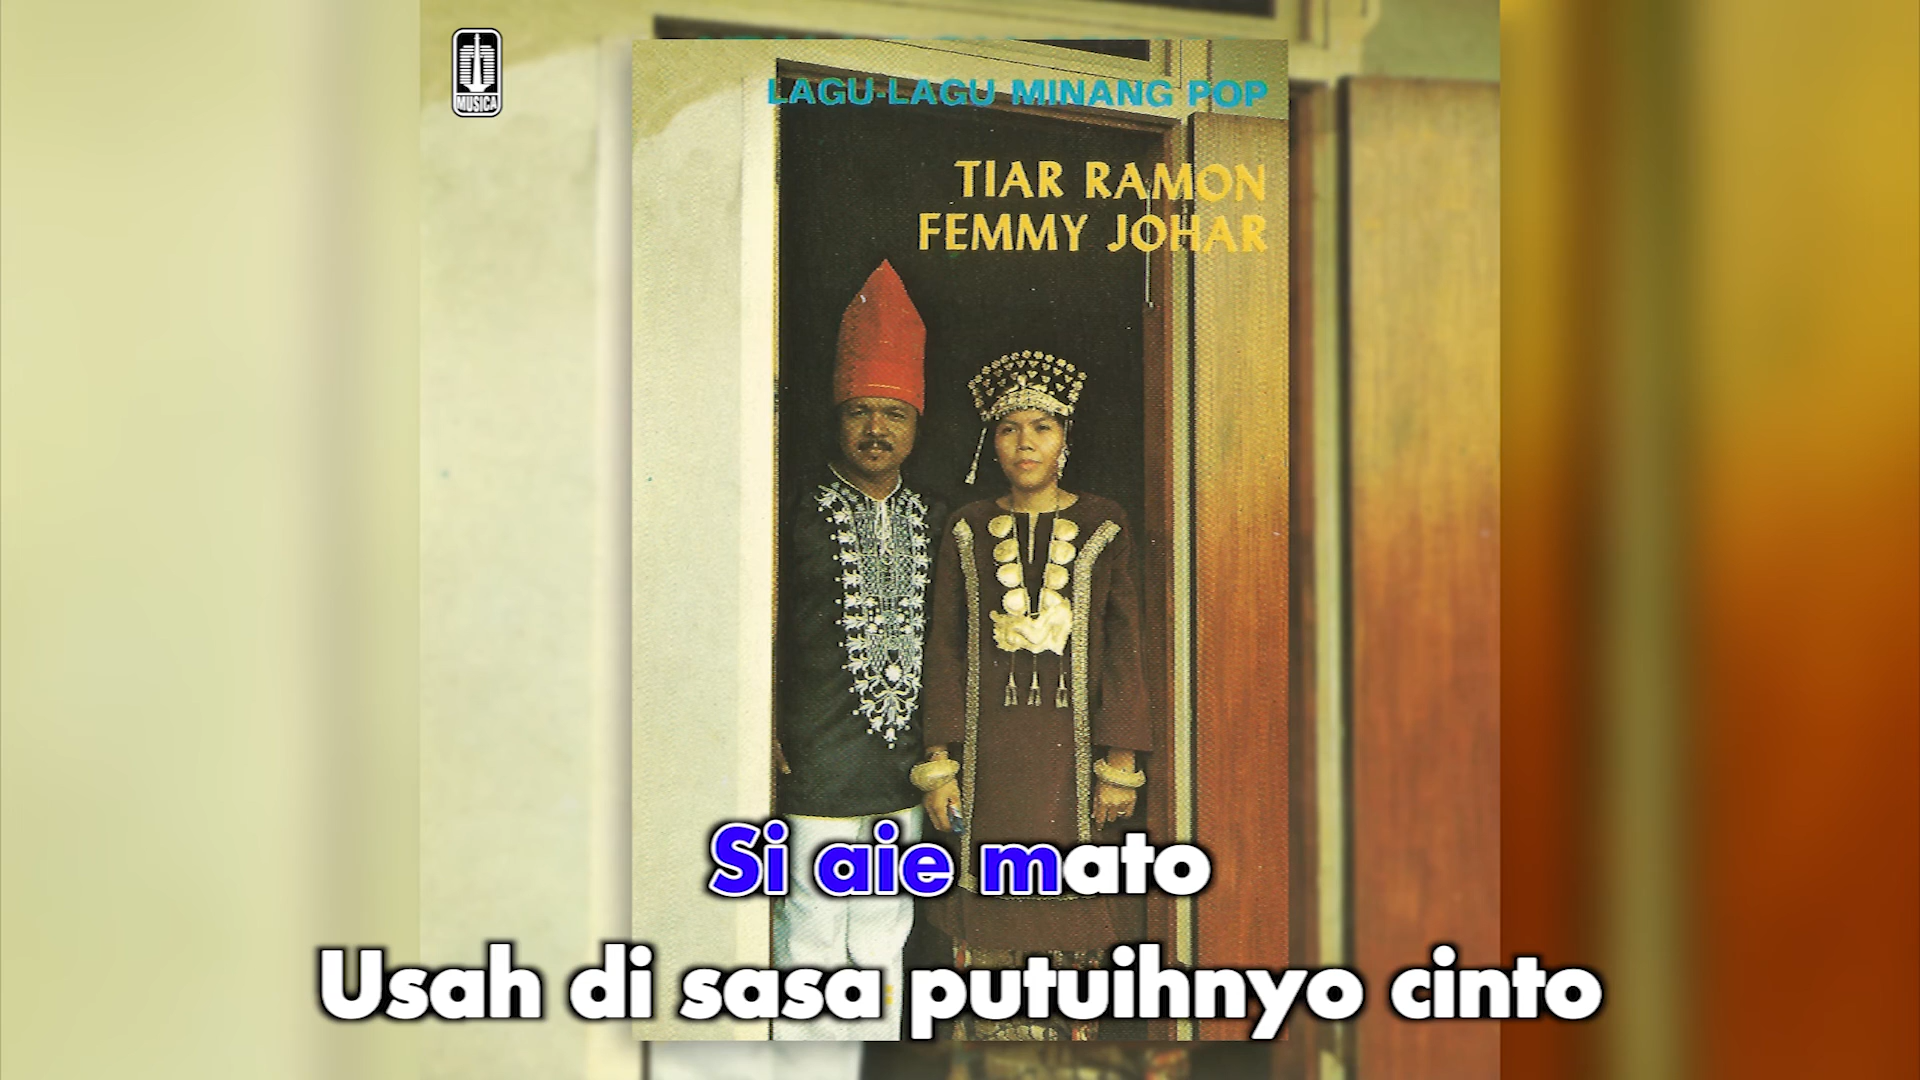 MUSICA
LAGU-LAGU MINANG POP
TIAR RAMON
FEMMY JOHAR
Si aie mato
Usah di sasa putuihnyo cinto